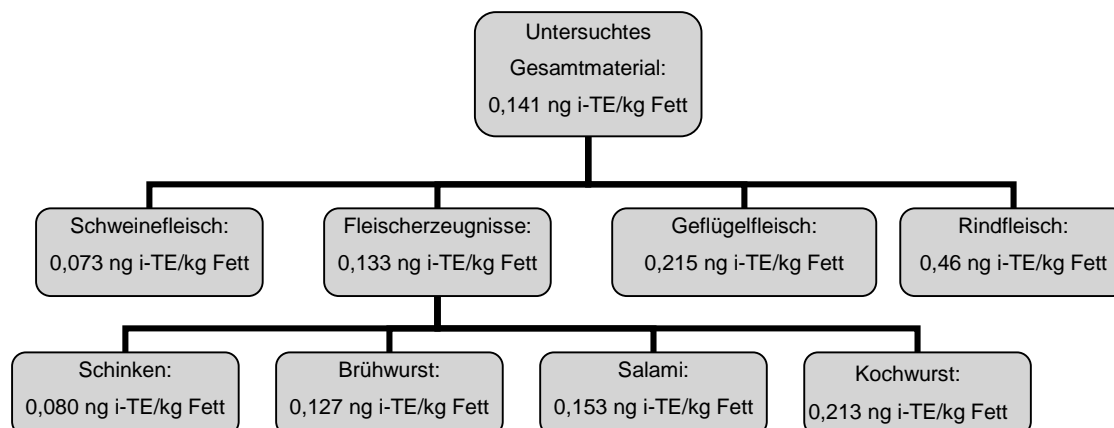 Untersuchtes
Gesamtmaterial:
0,141 ng i-TE/kg Fett
Schweinefleisch:
0,073 ng i-TE/kg Fett
Fleischerzeugnisse:
0,133 ng i-TE/kg Fett
Geflügelfleisch:
0,215 ng i-TE/kg Fett
Rindfleisch:
0,46 ng i-TE/kg Fett
Schinken:
0,080 ng i-TE/kg Fett
Brühwurst:
0,127 ng i-TE/kg Fett
Salami:
0,153 ng i-TE/kg Fett
Kochwurst:
0,213 ng i-TE/kg Fett